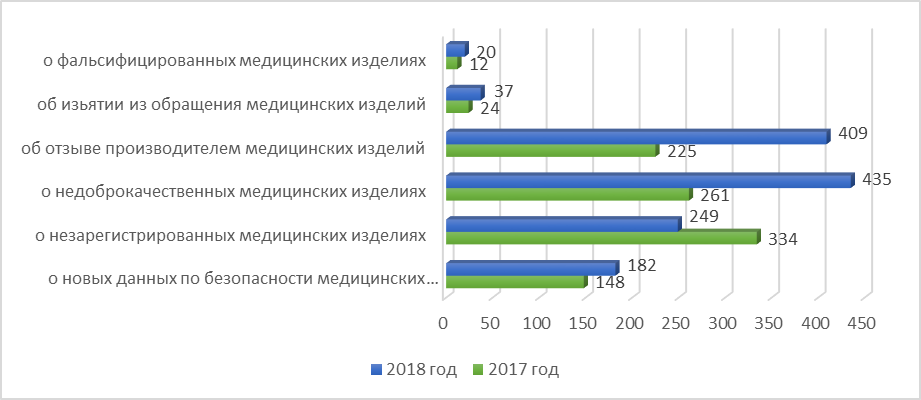 о фальсифицированных медицинских изделиях
20
12
об изьятии из обращения медицинских изделий
37
24
об отзыве производителем медицинских изделий
409
225
о недоброкачественных медицинских изделиях
435
261
о незарегистрированных медицинских изделиях
249
334
о новых данных по безопасности медицинских...
182
148
0 50 100 150 200 250 300 350 400 450
2018 год 2017 год